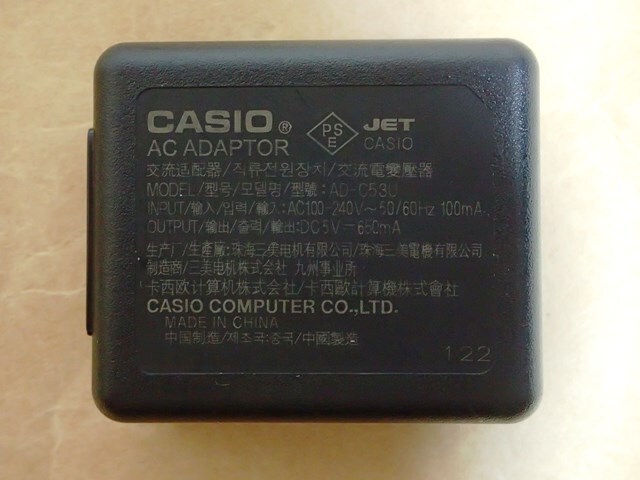 CASIO® PSE JET
AC ADAPTOR CASIO
交流适配器/직류전원장치/交流電變壓器
MODEL/型号/모델명/型號: AD-C53U
INPUT/输入/입력/輸入: AC100-240V～50/60Hz 100mA
OUTPUT/输出/출력/輸出: DC5V⎓650mA
生产厂/生産廠: 珠海三美电机有限公司/珠海三美電機有限公司
制造商/三美电机株式会社 九州事业所
卡西欧计算机株式会社/卡西歐計算機株式會社
CASIO COMPUTER CO.,LTD.
MADE IN CHINA
中国制造/제조국:중국/中國製造
122